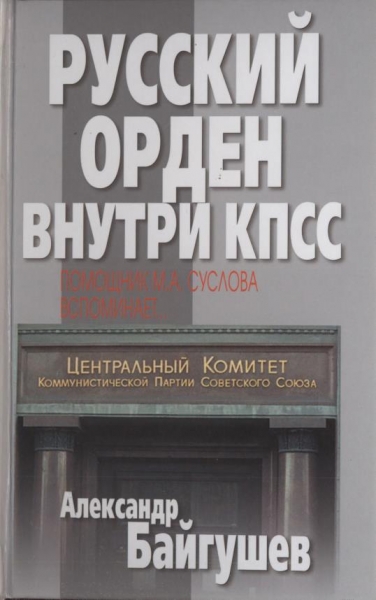 РУССКИЙ
ОРДЕН
ВНУТРИ КПСС
ПОМОЩНИК М.А. СУСЛОВА
ВСПОМИНАЕТ...
ЦЕНТРАЛЬНЫЙ КОМИТЕТ
КОММУНИСТИЧЕСКОЙ ПАРТИИ СОВЕТСКОГО СОЮЗА
Александр
Байгушев